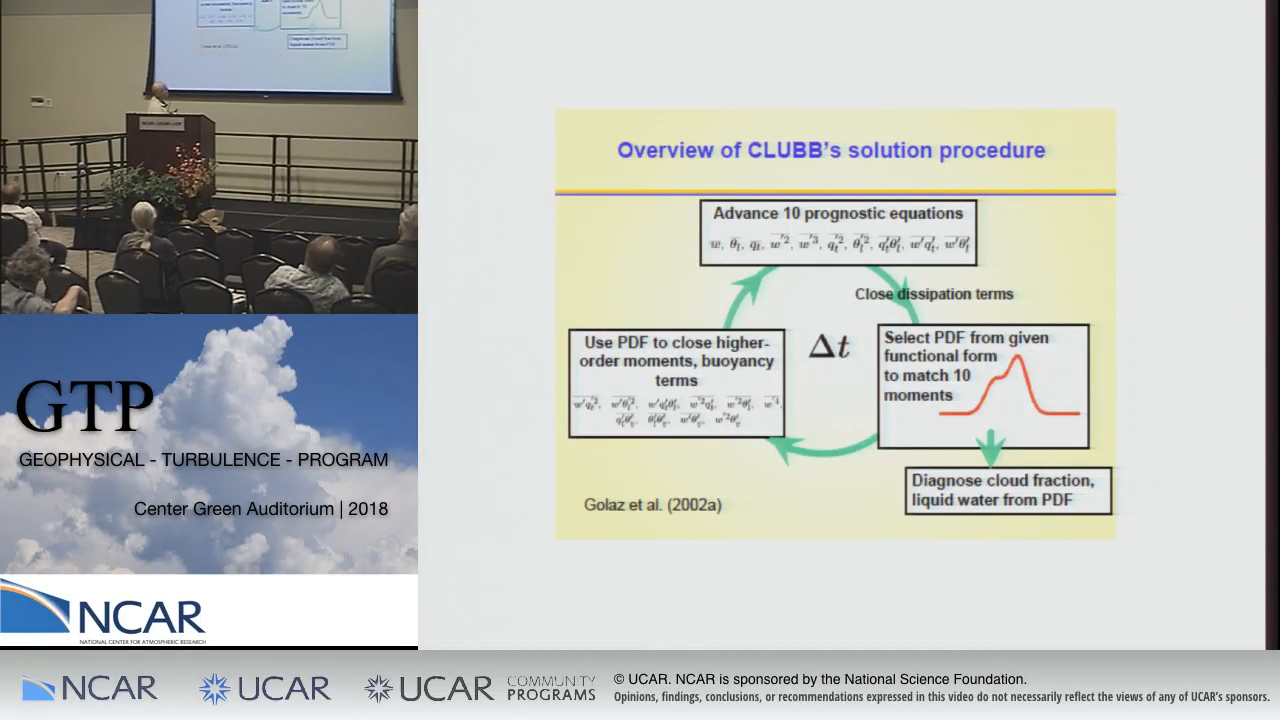 Overview of CLUBB's solution procedure
Advance 10 prognostic equations
Close dissipation terms
Use PDF to close higher-
order moments, buoyancy
terms
Δt
Select PDF from given
functional form
to match 10
moments
Diagnose cloud fraction,
liquid water from PDF
Golaz et al. (2002a)
GTP
GEOPHYSICAL - TURBULENCE - PROGRAM
Center Green Auditorium | 2018
NCAR
NATIONAL CENTER FOR ATMOSPHERIC RESEARCH
NCAR
UCAR
UCAR
COMMUNITY
PROGRAMS
© UCAR. NCAR is sponsored by the National Science Foundation.
Opinions, findings, conclusions, or recommendations expressed in this video do not necessarily reflect the views of any of UCAR's sponsors.